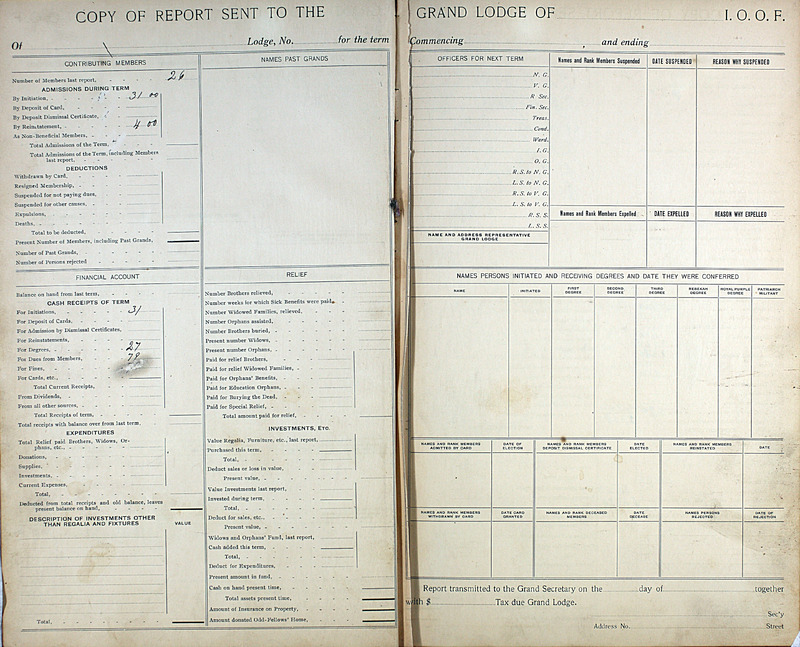 COPY OF REPORT SENT TO THE GRAND LODGE OF I. O. O. F.
Of Lodge, No. for the term Commencing and ending
CONTRIBUTING MEMBERS
Number of Members last report, 26
ADMISSIONS DURING TERM
By Initiation, 31 00
By Deposit of Card,
By Deposit Dismissal Certificate,
By Reinstatement, 4 00
As Non-Beneficial Members,
Total Admissions of the Term,
Total Admissions of the Term, including Members
last report,
DEDUCTIONS
Withdrawn by Card,
Resigned Membership,
Suspended for not paying dues,
Suspended for other causes,
Expulsions,
Deaths,
Total to be deducted,
Present Number of Members, including Past Grands,
Number of Past Grands,
Number of Persons rejected
NAMES PAST GRANDS
FINANCIAL ACCOUNT
Balance on hand from last term,
CASH RECEIPTS OF TERM
For Initiations, 31
For Deposit of Cards,
For Admission by Dismissal Certificates,
For Reinstatements,
For Degrees, 27
For Dues from Members, 78
For Fines,
For Cards, etc.,
Total Current Receipts,
From Dividends,
From all other sources,
Total Receipts of term,
Total receipts with balance over from last term,
EXPENDITURES
Total Relief paid Brothers, Widows, Or-
phans, etc.,
Donations,
Supplies,
Investments,
Current Expenses,
Total,
Deducted from total receipts and old balance, leaves
present balance on hand,
DESCRIPTION OF INVESTMENTS OTHER
THAN REGALIA AND FIXTURES
VALUE
Total,
RELIEF
Number Brothers relieved,
Number weeks for which Sick Benefits were paid,
Number Widowed Families, relieved,
Number Orphans assisted,
Number Brothers buried,
Present number Widows,
Present number Orphans,
Paid for relief Brothers,
Paid for relief Widowed Families,
Paid for Orphans' Benefits,
Paid for Education Orphans,
Paid for Burying the Dead,
Paid for Special Relief,
Total amount paid for relief,
INVESTMENTS, ETC.
Value Regalia, Furniture, etc., last report,
Purchased this term,
Total,
Deduct sales or loss in value,
Present value,
Value Investments last report,
Invested during term,
Total,
Deduct for sales, etc.,
Present value,
Widows and Orphans' Fund, last report,
Cash added this term,
Total,
Deduct for Expenditures,
Present amount in fund,
Cash on hand present time,
Total assets present time,
Amount of Insurance on Property,
Amount donated Odd-Fellows' Home,
OFFICERS FOR NEXT TERM
N. G.
V. G.
R Sec.
Fin. Sec.
Treas.
Cond.
Ward.
I. G.
O. G.
R. S. to N. G.
L. S. to N. G.
R. S. to V. G.
L. S. to V. G.
R. S. S.
L. S. S.
NAME AND ADDRESS REPRESENTATIVE
GRAND LODGE
Names and Rank Members Suspended
DATE SUSPENDED
REASON WHY SUSPENDED
Names and Rank Members Expelled
DATE EXPELLED
REASON WHY EXPELLED
NAMES PERSONS INITIATED AND RECEIVING DEGREES AND DATE THEY WERE CONFERRED
NAME
INITIATED
FIRST
DEGREE
SECOND
DEGREE
THIRD
DEGREE
REBEKAH
DEGREE
ROYAL PURPLE
DEGREE
PATRIARCH
MILITANT
NAMES AND RANK MEMBERS
ADMITTED BY CARD
DATE OF
ELECTION
NAMES AND RANK MEMBERS
DEPOSIT DISMISSAL CERTIFICATE
DATE
ELECTED
NAMES AND RANK MEMBERS
REINSTATED
DATE
NAMES AND RANK MEMBERS
WITHDRAWN BY CARD
DATE CARD
GRANTED
NAMES AND RANK DECEASED
MEMBERS
DATE
DECEASE
NAMES PERSONS
REJECTED
DATE OF
REJECTION
Report transmitted to the Grand Secretary on the day of together
with $ Tax due Grand Lodge.
Sec'y
Address No. Street